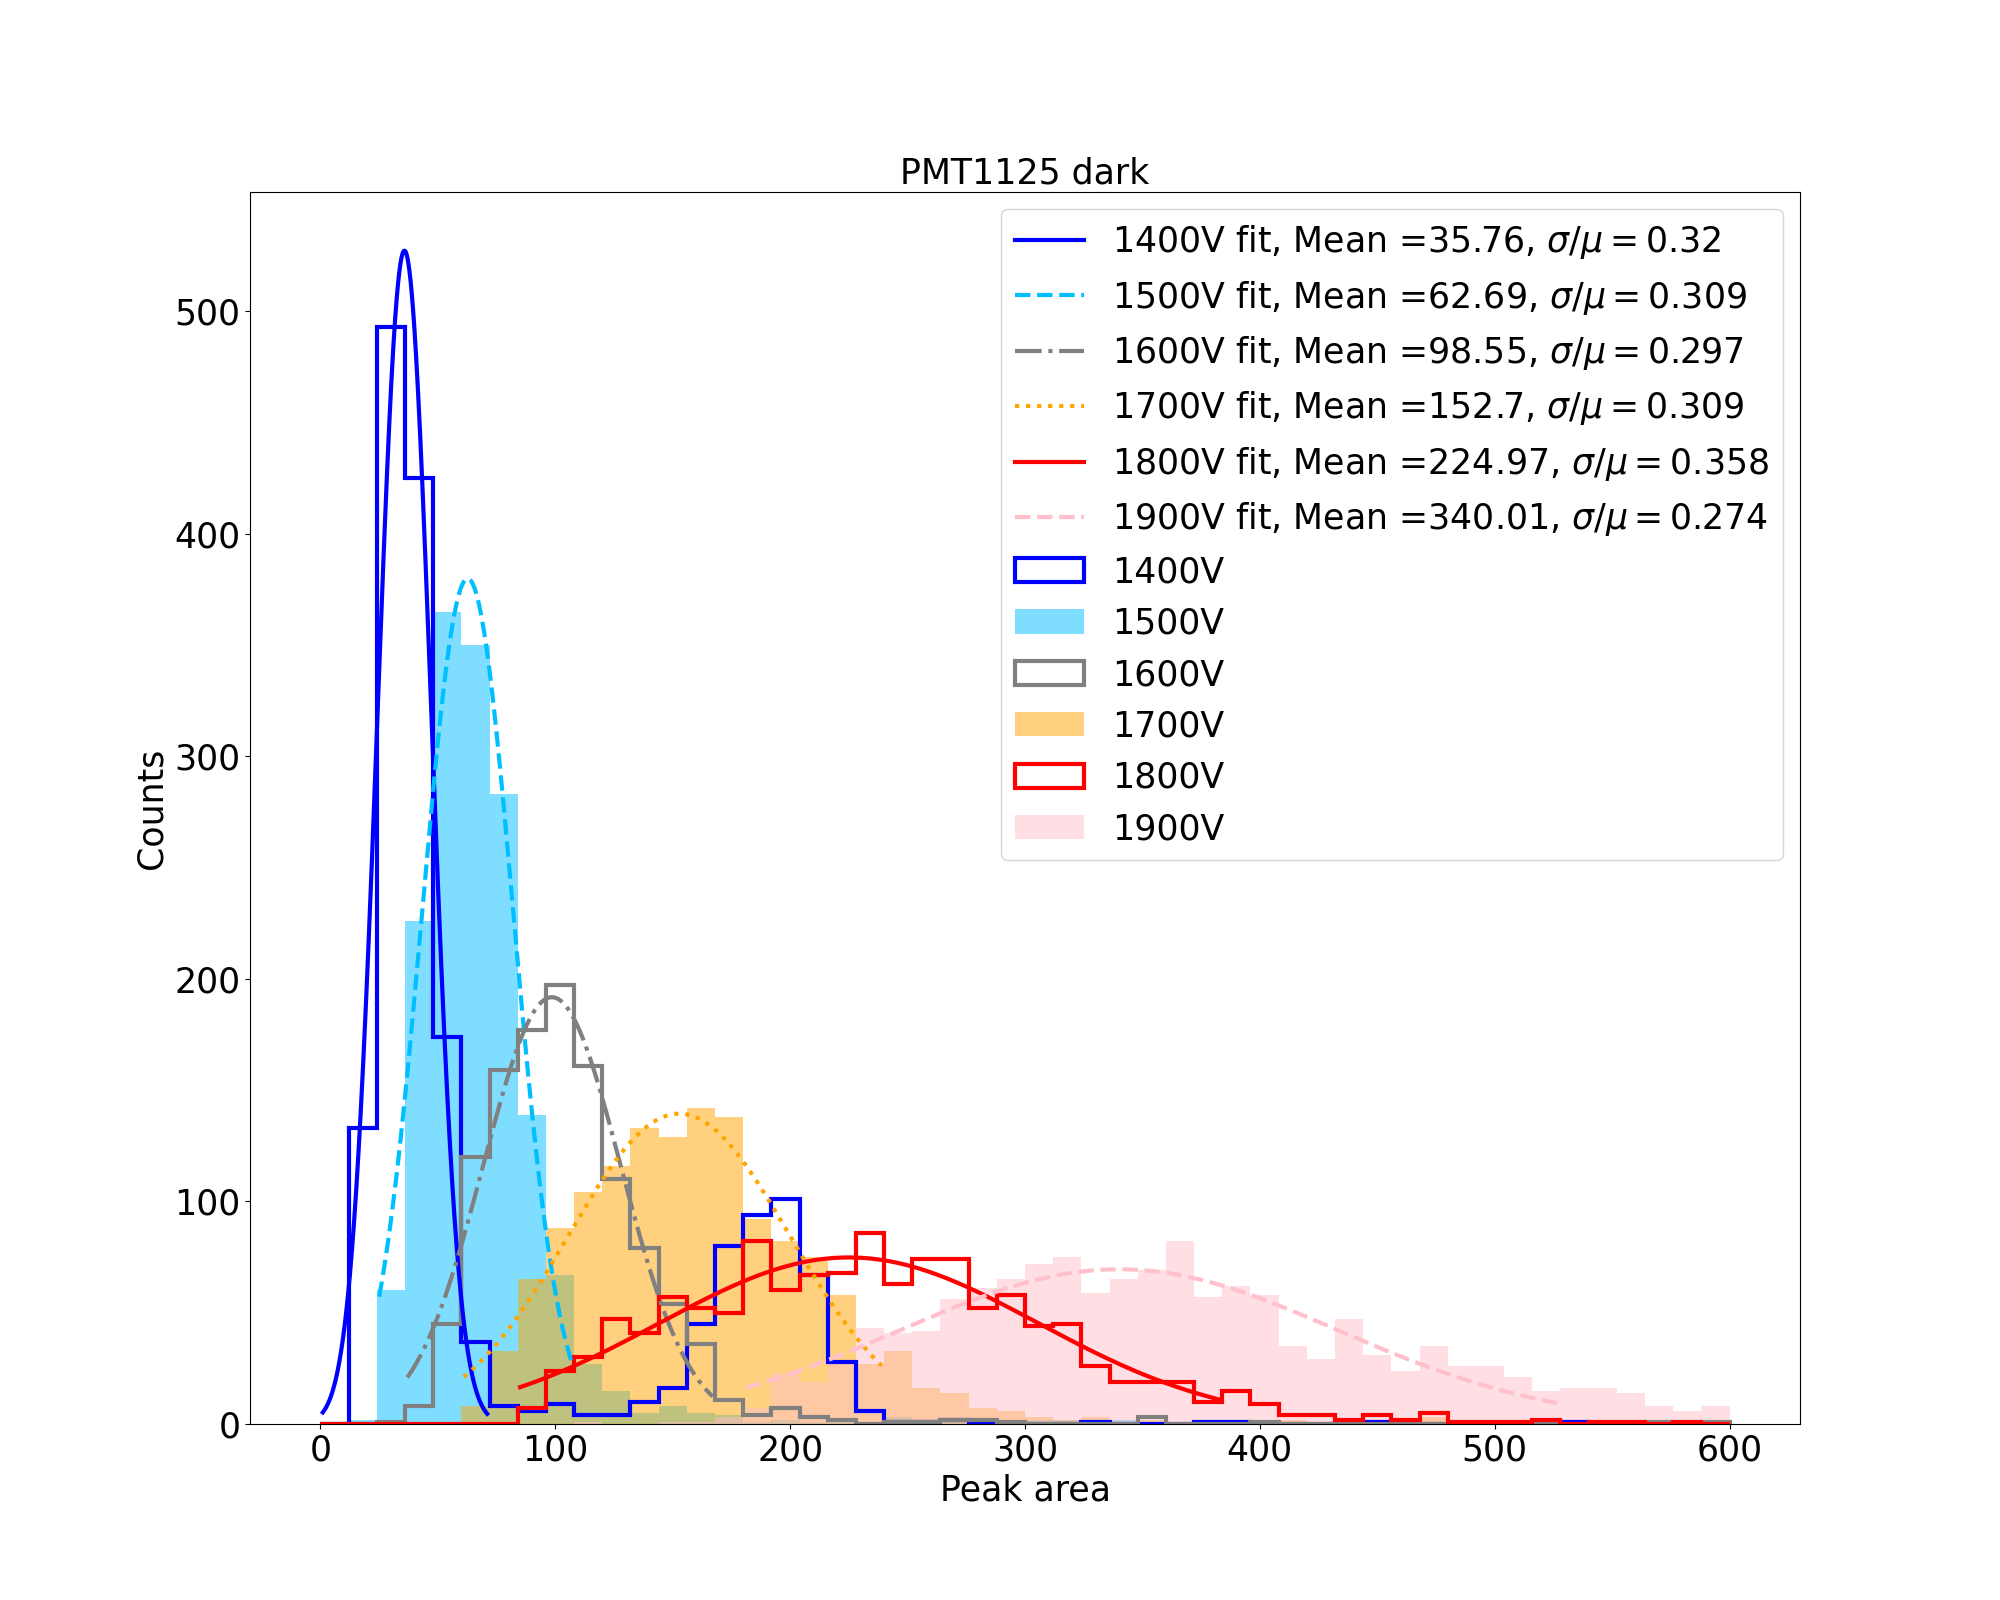 PMT1125 dark
1400V fit, Mean =35.76, σ/μ = 0.32
1500V fit, Mean =62.69, σ/μ = 0.309
1600V fit, Mean =98.55, σ/μ = 0.297
1700V fit, Mean =152.7, σ/μ = 0.309
1800V fit, Mean =224.97, σ/μ = 0.358
1900V fit, Mean =340.01, σ/μ = 0.274
1400V
1500V
1600V
1700V
1800V
1900V
Counts
500
400
300
200
100
0
0 100 200 300 400 500 600
Peak area